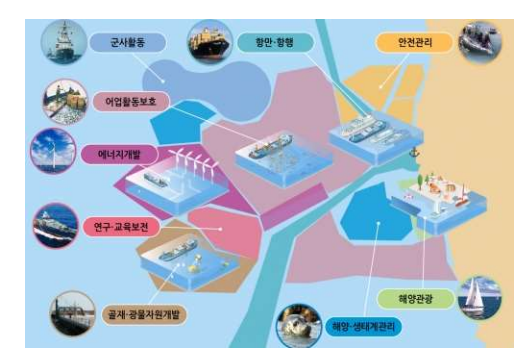 군사활동
항만·항행
안전관리
어업활동보호
에너지개발
연구·교육보전
골재·광물자원개발
해양·생태계관리
해양관광